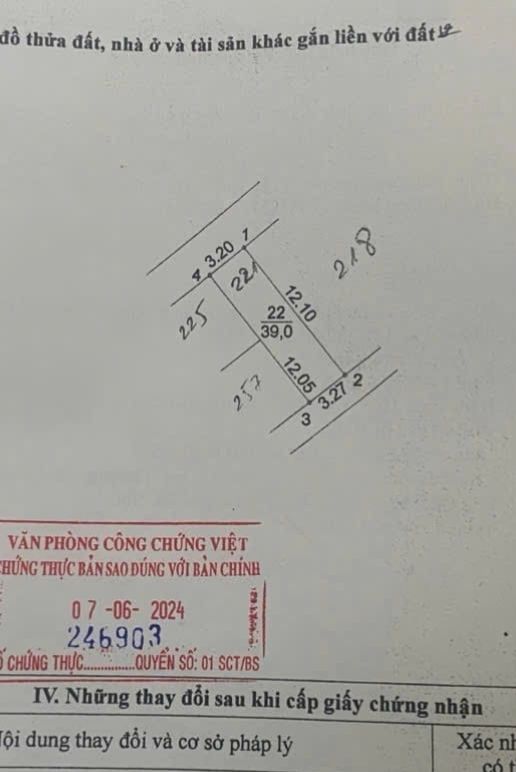 đồ thửa đất, nhà ở và tài sản khác gắn liền với đất
1
3.20
4
221
218
225
12.10
22
39,0
12.05
257
2
3.27
3
VĂN PHÒNG CÔNG CHỨNG VIỆT
CHỨNG THỰC BẢN SAO ĐÚNG VỚI BẢN CHÍNH
07-06-2024
246903
Ố CHỨNG THỰC..............QUYỂN SỐ: 01 SCT/BS
IV. Những thay đổi sau khi cấp giấy chứng nhận
Nội dung thay đổi và cơ sở pháp lý
Xác nh
có t